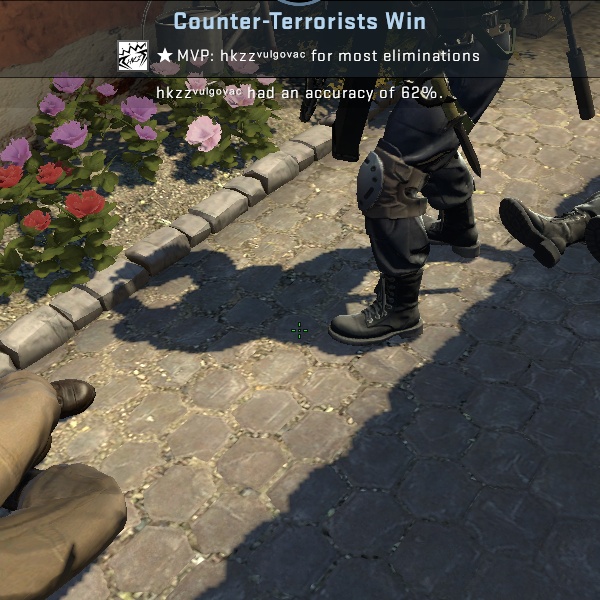 Counter-Terrorists Win
★ MVP: hkzzᵛᵘˡᵍᵒᵛᵃᶜ for most eliminations
hkzzᵛᵘˡᵍᵒᵛᵃᶜ had an accuracy of 62%.